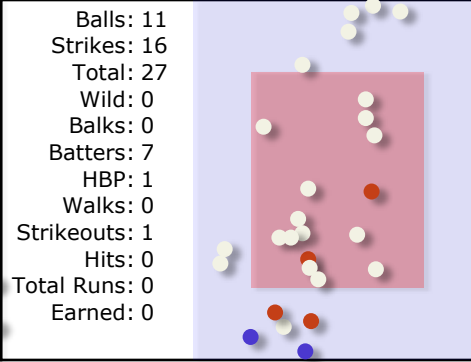 Balls: 11
Strikes: 16
Total: 27
Wild: 0
Balks: 0
Batters: 7
HBP: 1
Walks: 0
Strikeouts: 1
Hits: 0
Total Runs: 0
Earned: 0